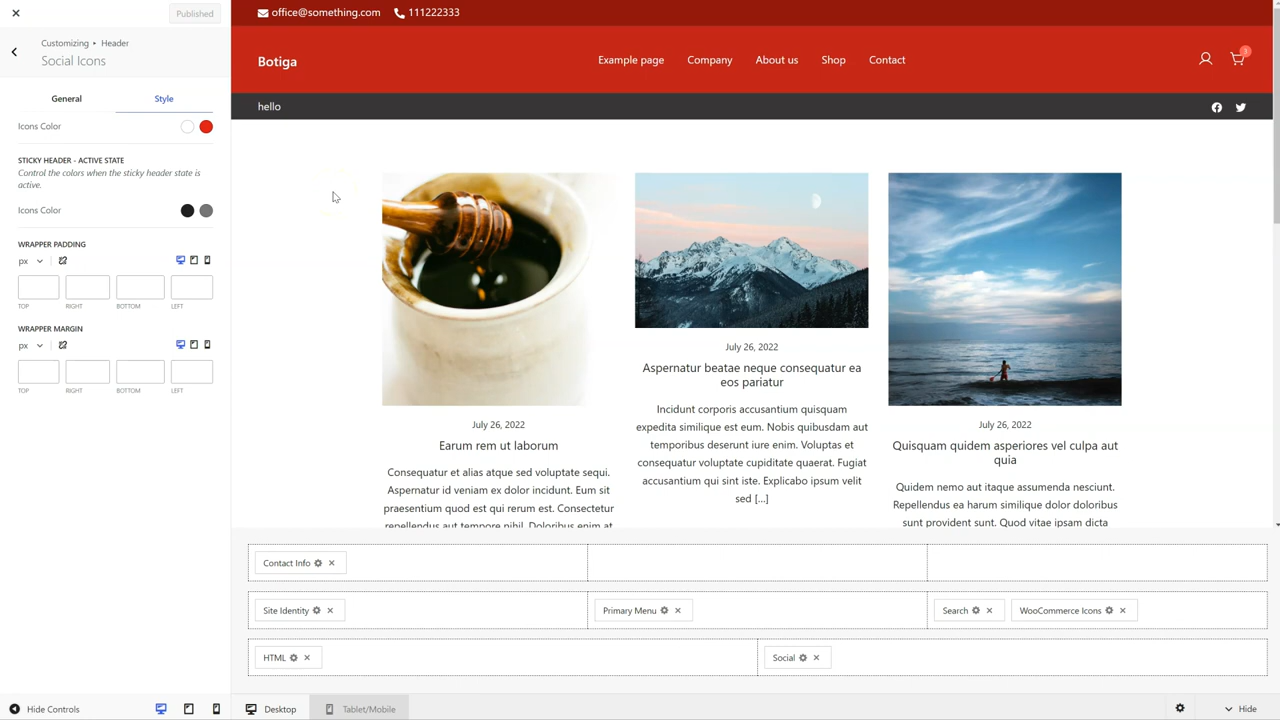 Published
Customizing • Header
Social Icons
General
Style
Icons Color
STICKY HEADER - ACTIVE STATE
Control the colors when the sticky header state is
active.
Icons Color
WRAPPER PADDING
px
TOP RIGHT BOTTOM LEFT
WRAPPER MARGIN
px
TOP RIGHT BOTTOM LEFT
Hide Controls
office@something.com 111222333
Botiga
Example page Company About us Shop Contact
hello
July 26, 2022
Earum rem ut laborum
Consequatur et alias atque sed voluptate sequi.
Aspernatur id veniam ex dolor incidunt. Eum sit
praesentium quod est qui rerum est. Consectetur
repellendus aut tempore nihil. Doloribus enim at
July 26, 2022
Aspernatur beatae neque consequatur ea
eos pariatur
Incidunt corporis accusantium quisquam
expedita similique est eum. Nobis quibusdam aut
temporibus deserunt iure enim. Voluptas et
consequatur voluptate cupiditate quaerat. Fugiat
accusantium qui sint iste. Explicabo ipsum velit
sed [...]
July 26, 2022
Quisquam quidem asperiores vel culpa aut
quia
Quidem nemo aut itaque assumenda nesciunt.
Repellendus ea harum similique dolor doloribus
sunt provident sunt. Quod vitae ipsam dicta
Contact Info
Site Identity
Primary Menu
Search
WooCommerce Icons
HTML
Social
Desktop
Tablet/Mobile
Hide